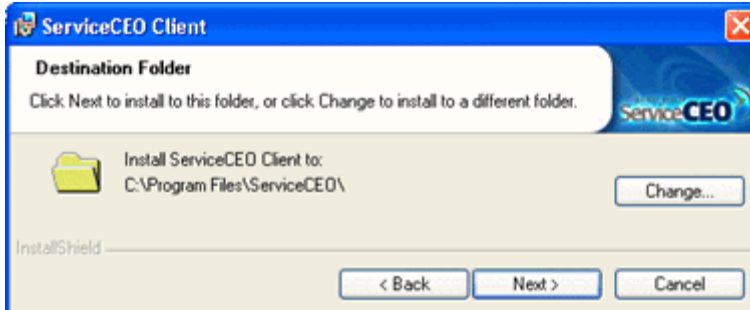 ServiceCEO Client
Destination Folder
Click Next to install to this folder, or click Change to install to a different folder.
ServiceCEO
Install ServiceCEO Client to:
C:\Program Files\ServiceCEO\
Change...
InstallShield
< Back
Next >
Cancel